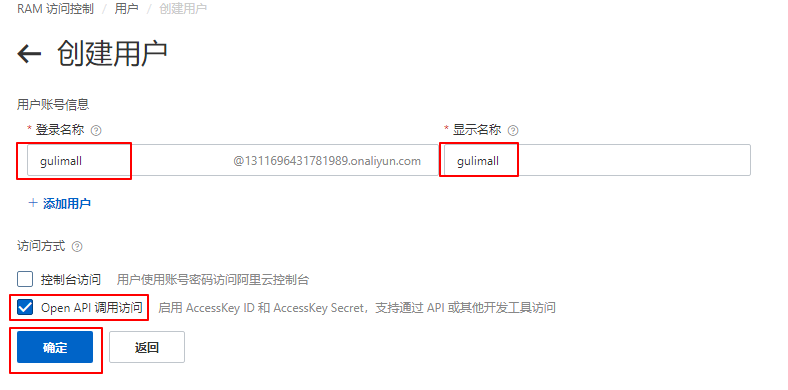 RAM 访问控制 / 用户 / 创建用户
← 创建用户
用户账号信息
* 登录名称 ? * 显示名称 ?
gulimall @1311696431781989.onaliyun.com gulimall
+ 添加用户
访问方式 ?
控制台访问 用户使用账号密码访问阿里云控制台
Open API 调用访问 启用 AccessKey ID 和 AccessKey Secret，支持通过 API 或其他开发工具访问
确定 返回